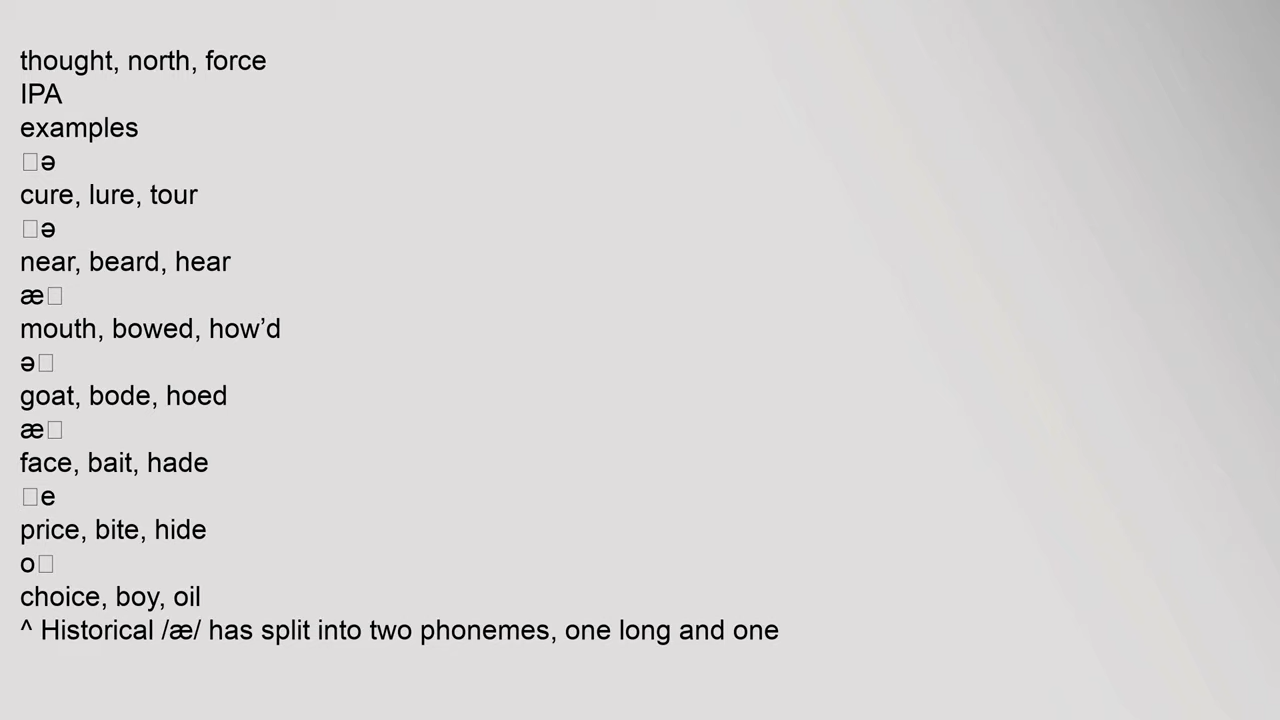 thought, north, force
IPA
examples
□ə
cure, lure, tour
□ə
near, beard, hear
æ□
mouth, bowed, how’d
ə□
goat, bode, hoed
æ□
face, bait, hade
□e
price, bite, hide
o□
choice, boy, oil
^ Historical /æ/ has split into two phonemes, one long and one